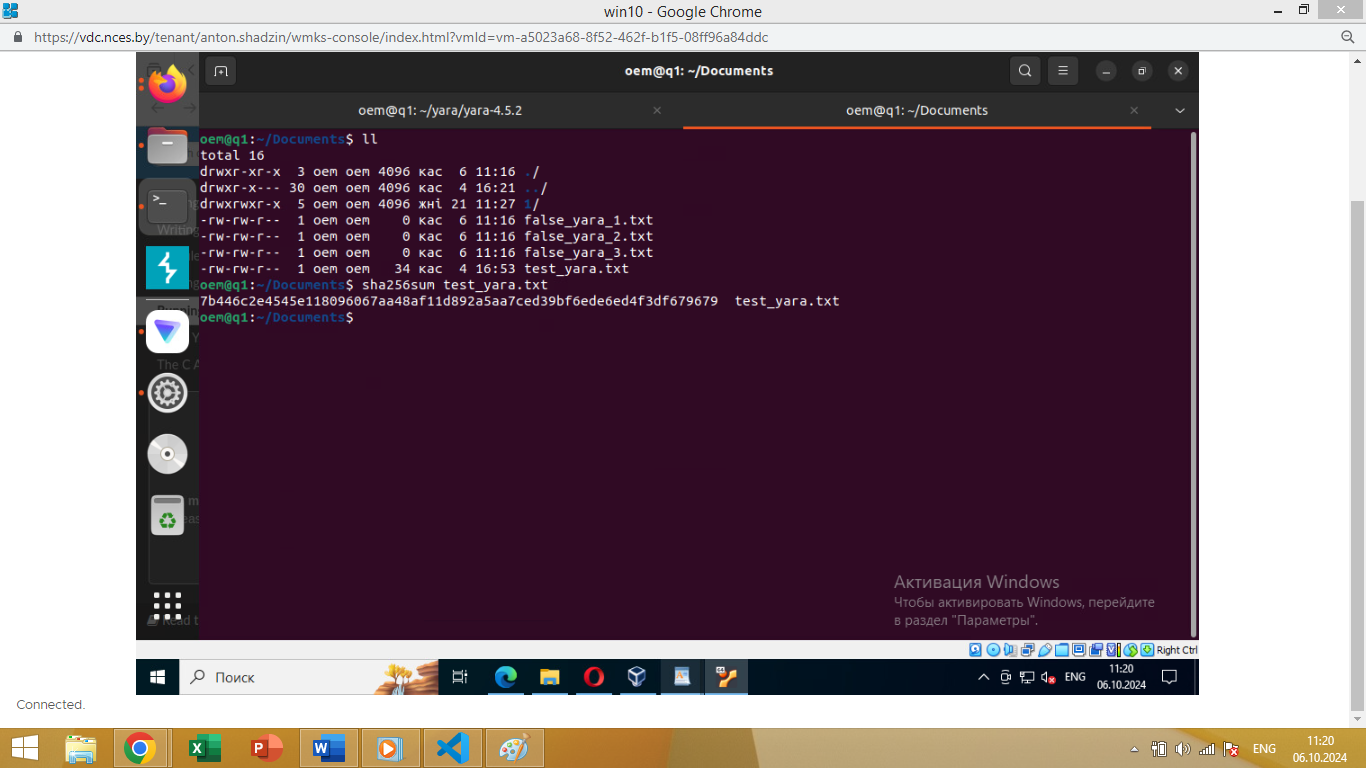 win10 - Google Chrome
https://vdc.nces.by/tenant/anton.shadzin/wmks-console/index.html?vmId=vm-a5023a68-8f52-462f-b1f5-08ff96a84ddc
oem@q1: ~/Documents
oem@q1: ~/yara/yara-4.5.2
oem@q1: ~/Documents
oem@q1:~/Documents$ ll
total 16
drwxr-xr-x  3 oem oem 4096 кас  6 11:16 ./
drwxr-x--- 30 oem oem 4096 кас  4 16:21 ../
drwxrwxr-x  5 oem oem 4096 жні 21 11:27 1/
-rw-rw-r--  1 oem oem    0 кас  6 11:16 false_yara_1.txt
-rw-rw-r--  1 oem oem    0 кас  6 11:16 false_yara_2.txt
-rw-rw-r--  1 oem oem    0 кас  6 11:16 false_yara_3.txt
-rw-rw-r--  1 oem oem   34 кас  4 16:53 test_yara.txt
oem@q1:~/Documents$ sha256sum test_yara.txt
7b446c2e4545e118096067aa48af11d892a5aa7ced39bf6ede6ed4f3df679679  test_yara.txt
oem@q1:~/Documents$
Writing
The C A
Read t
Активация Windows
Чтобы активировать Windows, перейдите
в раздел "Параметры".
Right Ctrl
Поиск
ENG
11:20
06.10.2024
Connected.
ENG
11:20
06.10.2024